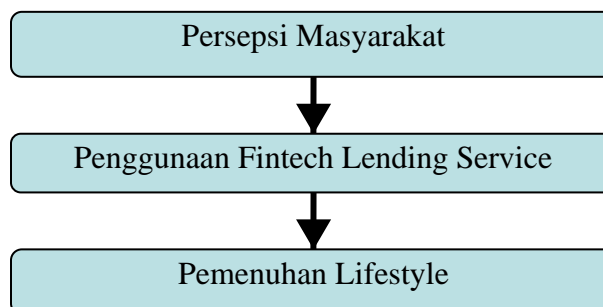 Persepsi Masyarakat
Penggunaan Fintech Lending Service
Pemenuhan Lifestyle